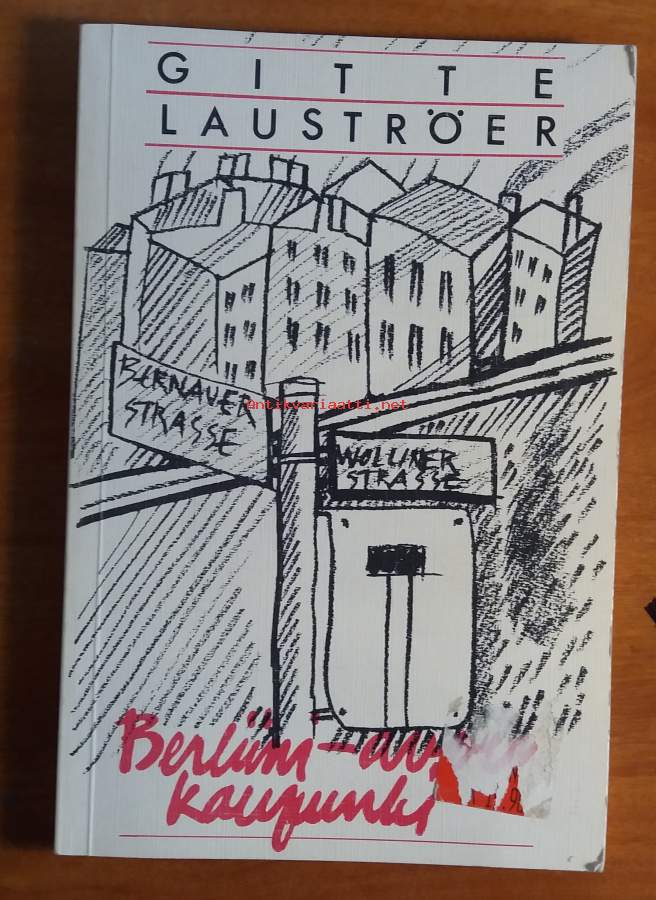 GITTE
LAUSTRÖER
BERNAUER
STRASSE
Antikvariaatti.net
WOLLINER
STRASSE
Berliini –
kaupunki